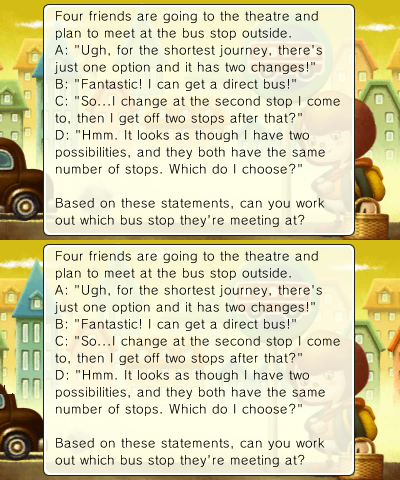 Four friends are going to the theatre and
plan to meet at the bus stop outside.
A: "Ugh, for the shortest journey, there's
just one option and it has two changes!"
B: "Fantastic! I can get a direct bus!"
C: "So...I change at the second stop I come
to, then I get off two stops after that?"
D: "Hmm. It looks as though I have two
possibilities, and they both have the same
number of stops. Which do I choose?"
Based on these statements, can you work
out which bus stop they're meeting at?
Four friends are going to the theatre and
plan to meet at the bus stop outside.
A: "Ugh, for the shortest journey, there's
just one option and it has two changes!"
B: "Fantastic! I can get a direct bus!"
C: "So...I change at the second stop I come
to, then I get off two stops after that?"
D: "Hmm. It looks as though I have two
possibilities, and they both have the same
number of stops. Which do I choose?"
Based on these statements, can you work
out which bus stop they're meeting at?